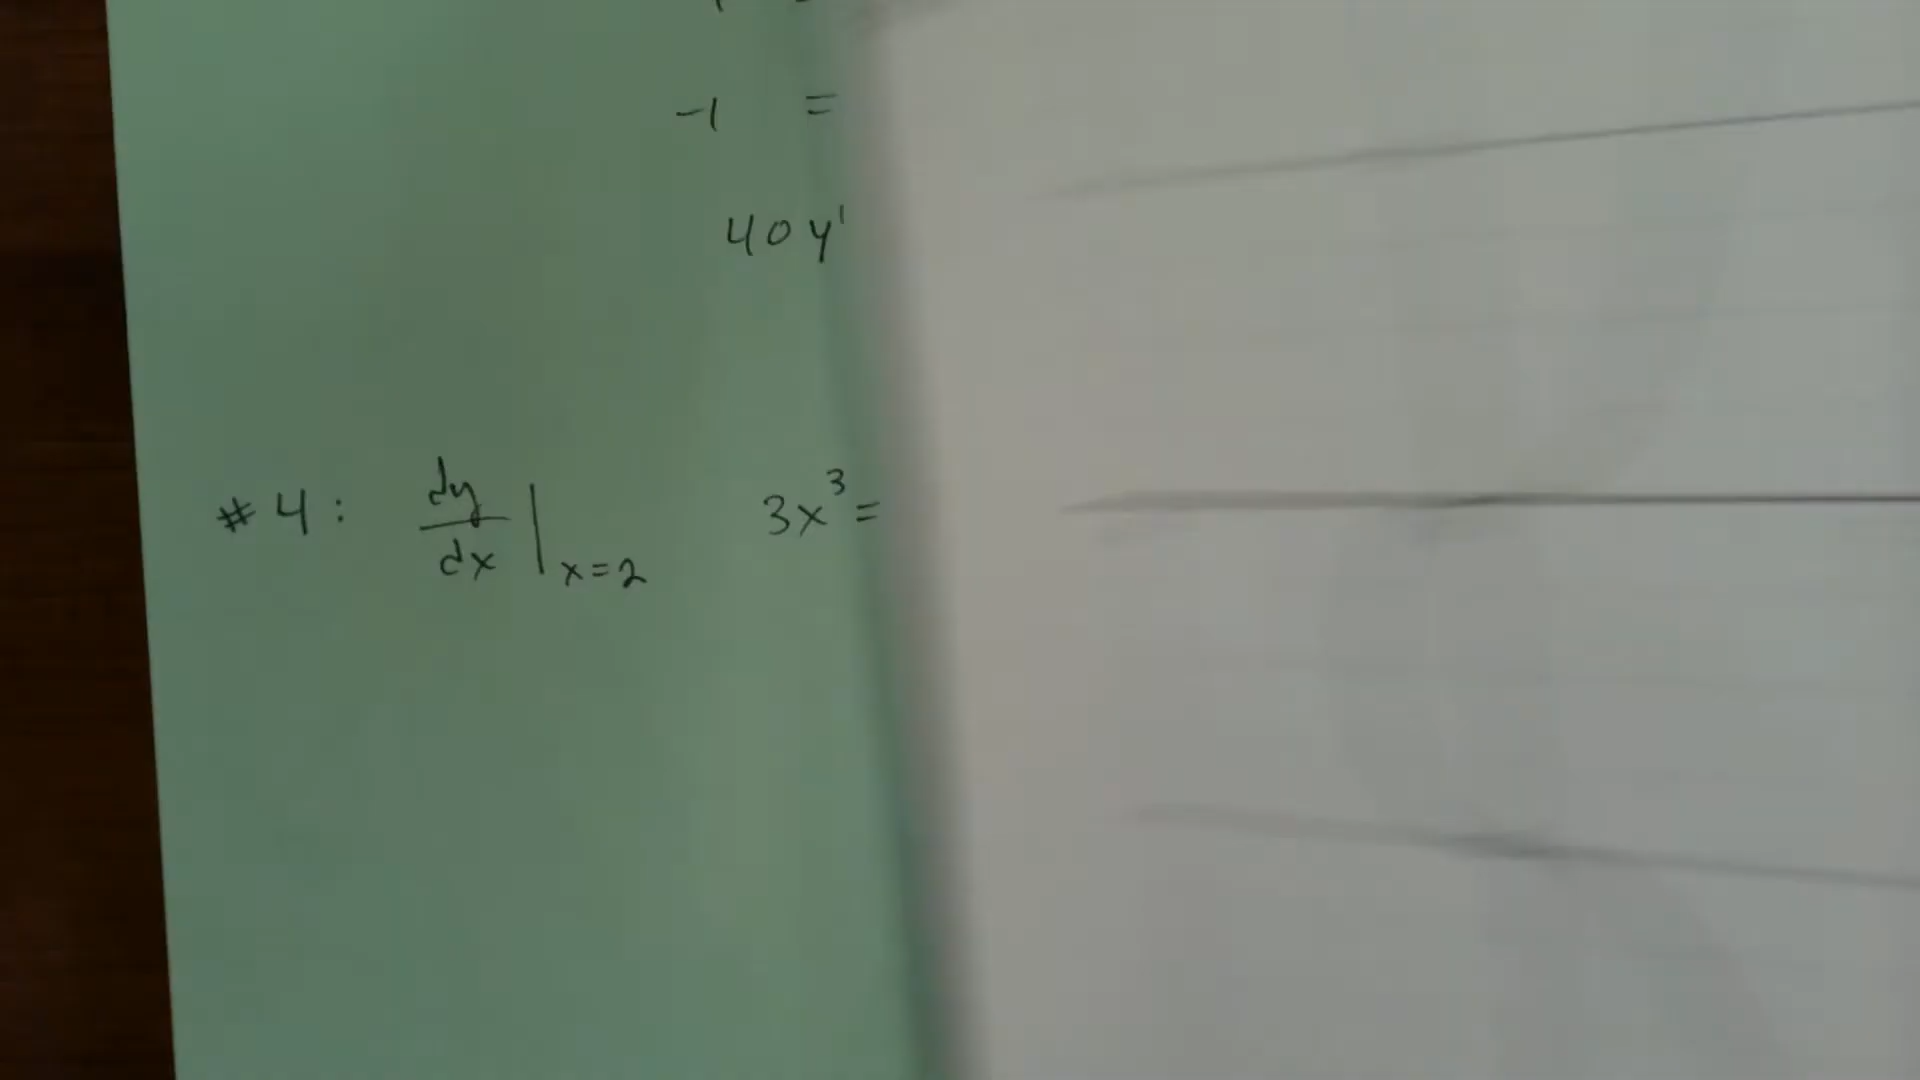 -1 =
40y'
#4: dy/dx |x=2 3x³=